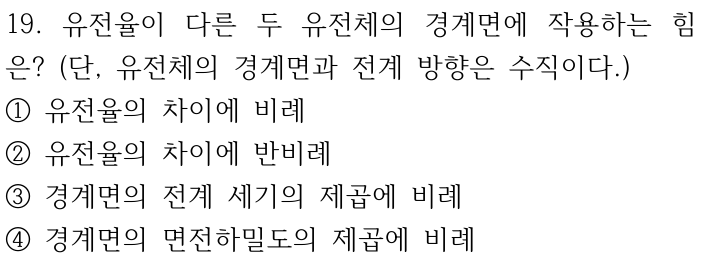 19. 유전율이 다른 두 유전체의 경계면에 작용하는 힘
은? (단, 유전체의 경계면과 전계 방향은 수직이다.)
① 유전율의 차이에 비례
② 유전율의 차이에 반비례
③ 경계면의 전계 세기의 제곱에 비례
④ 경계면의 면전하밀도의 제곱에 비례